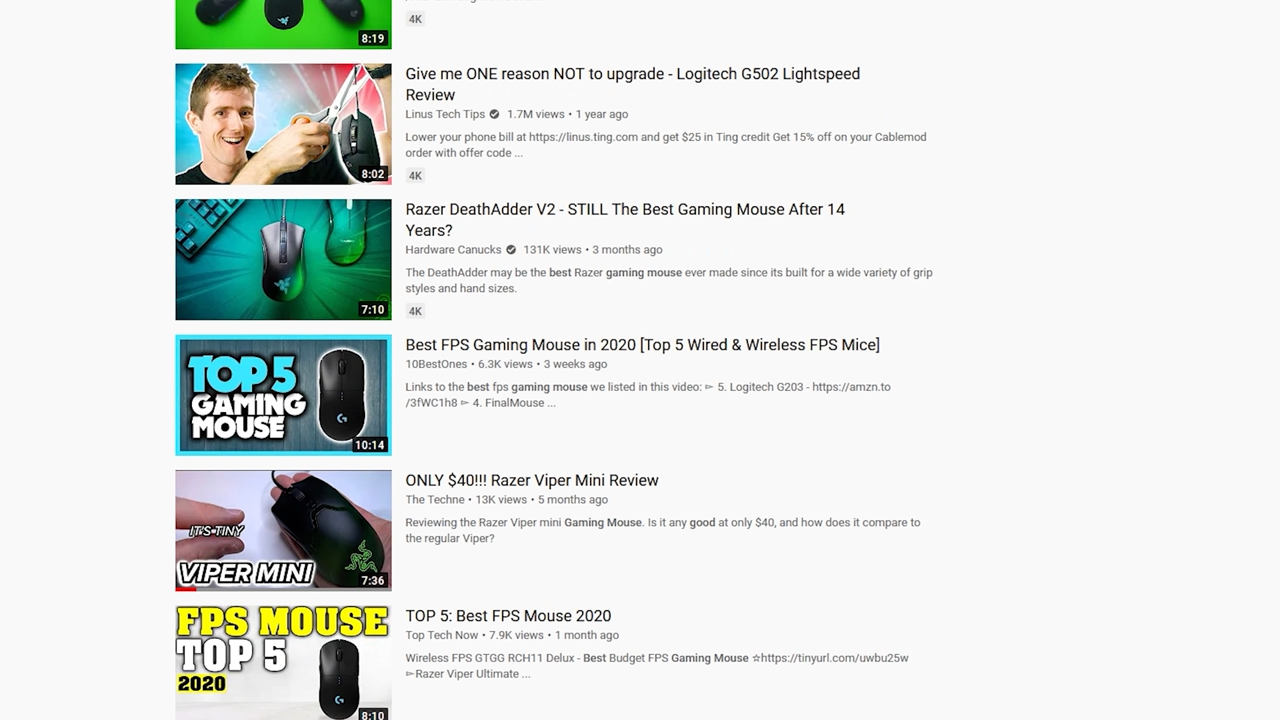 8:19
4K
8:02
Give me ONE reason NOT to upgrade - Logitech G502 Lightspeed
Review
Linus Tech Tips 1.7M views • 1 year ago
Lower your phone bill at https://linus.ting.com and get $25 in Ting credit Get 15% off on your Cablemod
order with offer code ...
4K
7:10
Razer DeathAdder V2 - STILL The Best Gaming Mouse After 14
Years?
Hardware Canucks 131K views • 3 months ago
The DeathAdder may be the best Razer gaming mouse ever made since its built for a wide variety of grip
styles and hand sizes.
4K
TOP 5
GAMING
MOUSE
10:14
Best FPS Gaming Mouse in 2020 [Top 5 Wired & Wireless FPS Mice]
10BestOnes • 6.3K views • 3 weeks ago
Links to the best fps gaming mouse we listed in this video: ► 5. Logitech G203 - https://amzn.to
/3fWC1h8 ► 4. FinalMouse ...
IT'S TINY
VIPER MINI
7:36
ONLY $40!!! Razer Viper Mini Review
The Techne • 13K views • 5 months ago
Reviewing the Razer Viper mini Gaming Mouse. Is it any good at only $40, and how does it compare to
the regular Viper?
FPS MOUSE
TOP 5
2020
8:10
TOP 5: Best FPS Mouse 2020
Top Tech Now • 7.9K views • 1 month ago
Wireless FPS GTGG RCH11 Delux - Best Budget FPS Gaming Mouse ☆https://tinyurl.com/uwbu25w
►Razer Viper Ultimate ...